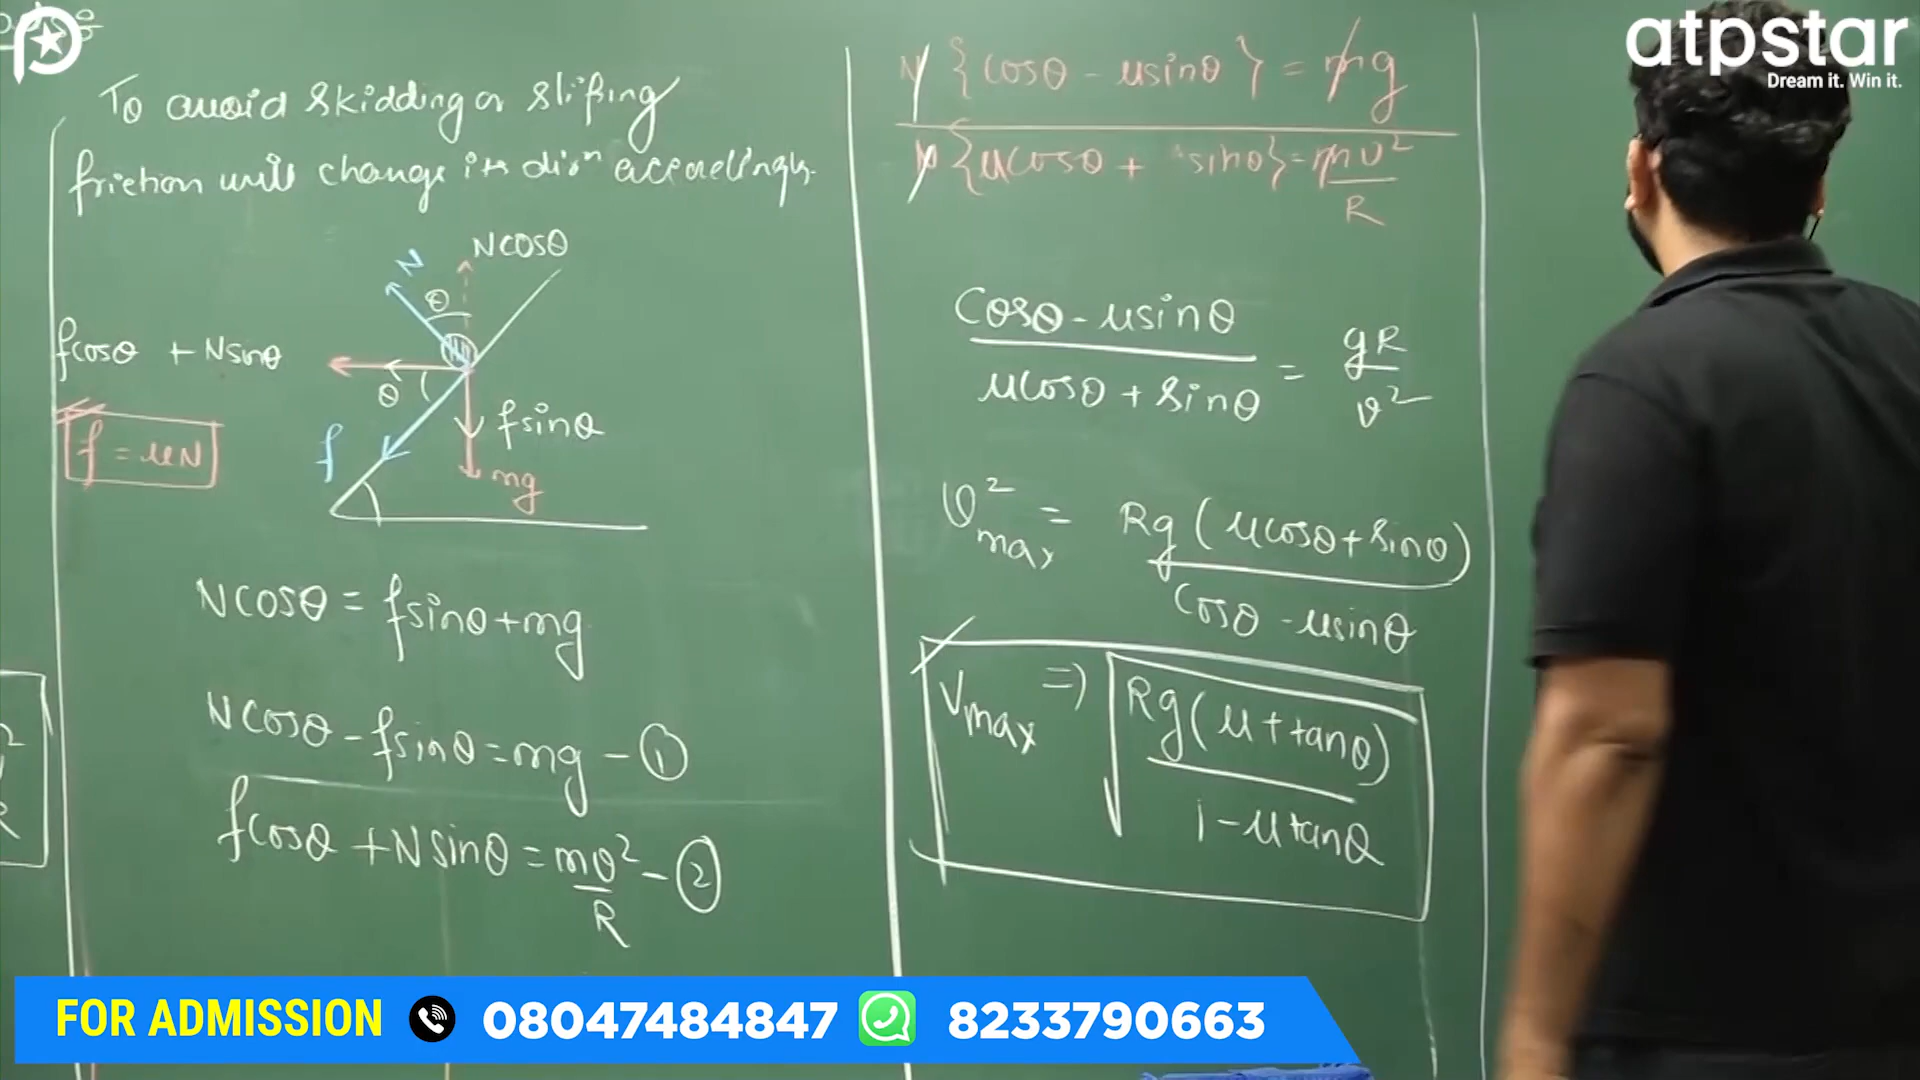 To avoid skidding or slifing
friction will change its dirⁿ accordingly.
NCOSθ
N
θ
fcosθ + Nsinθ
θ
f = μN
f
fsinθ
mg
NCOSθ = fsinθ+mg
NCosθ - fsinθ = mg - ①
fcosθ + Nsinθ = mv²/R - ②
N {cosθ - μsinθ} = mg
N {μcosθ + sinθ} = mv²/R
Cosθ - μsinθ / μcosθ + sinθ = gR / v²
v²max = Rg (μcosθ + sinθ) / Cosθ - μsinθ
Vmax ⇒ √ Rg(μ + tanθ) / 1 - μtanθ
atpstar
Dream it. Win it.
FOR ADMISSION 08047484847 8233790663